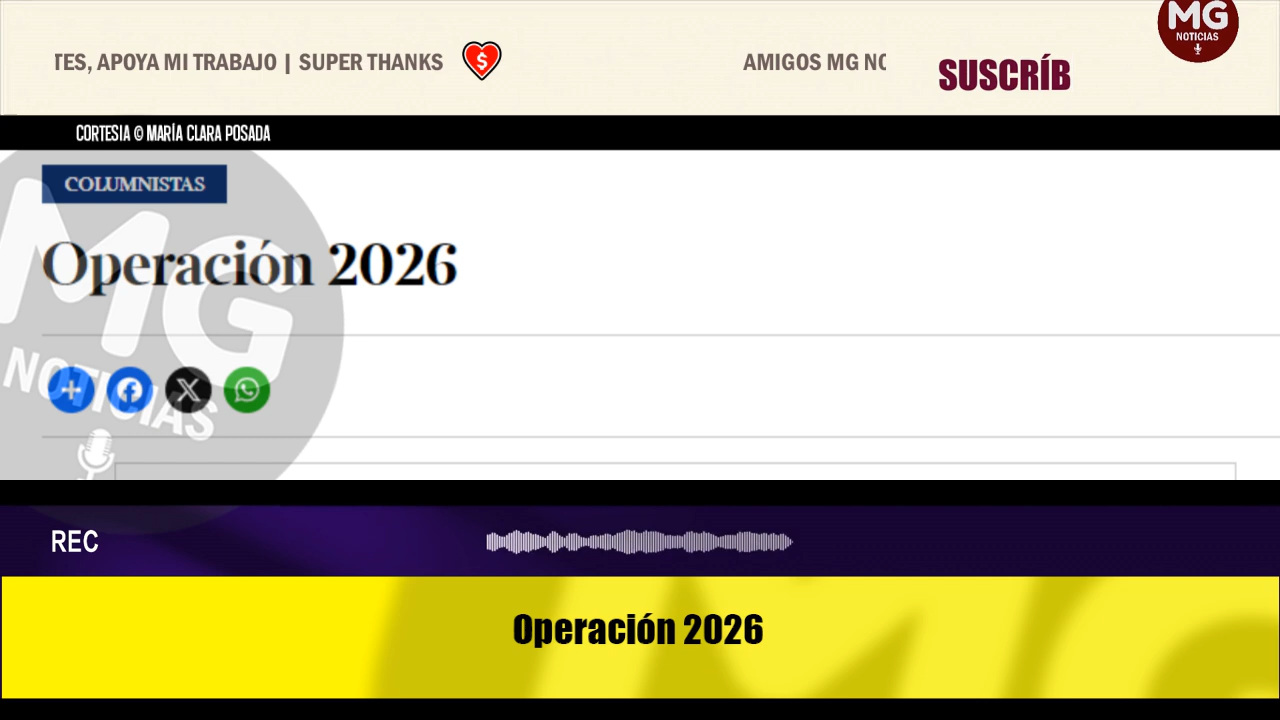 MG
NOTICIAS
TES, APOYA MI TRABAJO | SUPER THANKS
AMIGOS MG NO
SUSCRÍB
CORTESIA © MARÍA CLARA POSADA
COLUMNISTAS
Operación 2026
MG
NOTICIAS
REC
Operación 2026